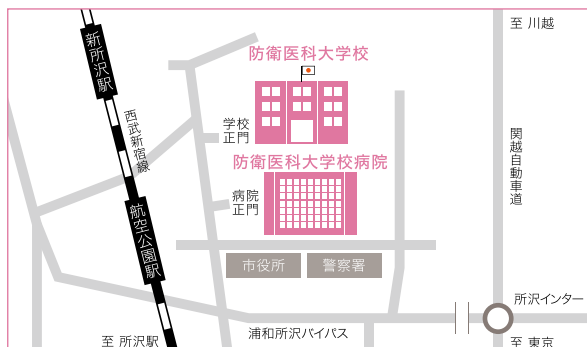 至 川越
防衛医科大学校
新所沢駅
学校
正門
西武新宿線
関越自動車道
防衛医科大学校病院
病院
正門
航空公園駅
市役所
警察署
所沢インター
浦和所沢バイパス
至 所沢駅
至 東京